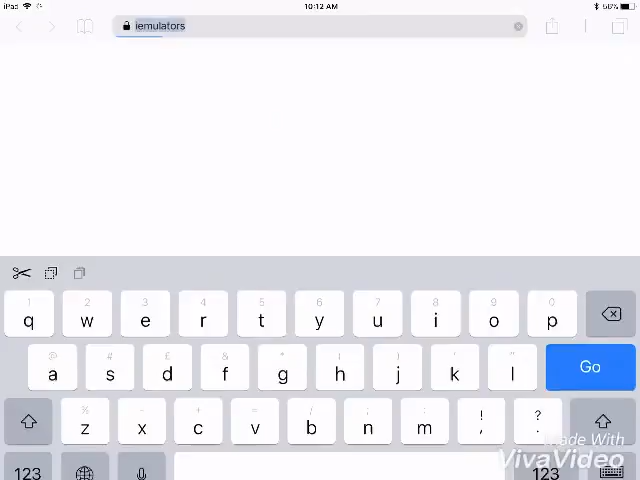 iPad 10:12 AM 56%
iemulators
1 2 3 4 5 6 7 8 9 0
q w e r t y u i o p
@ # £ & * ( ) ' "
a s d f g h j k l Go
% - + = / ; : ! ?
z x c v b n m , .
123 123
Made With
VivaVideo